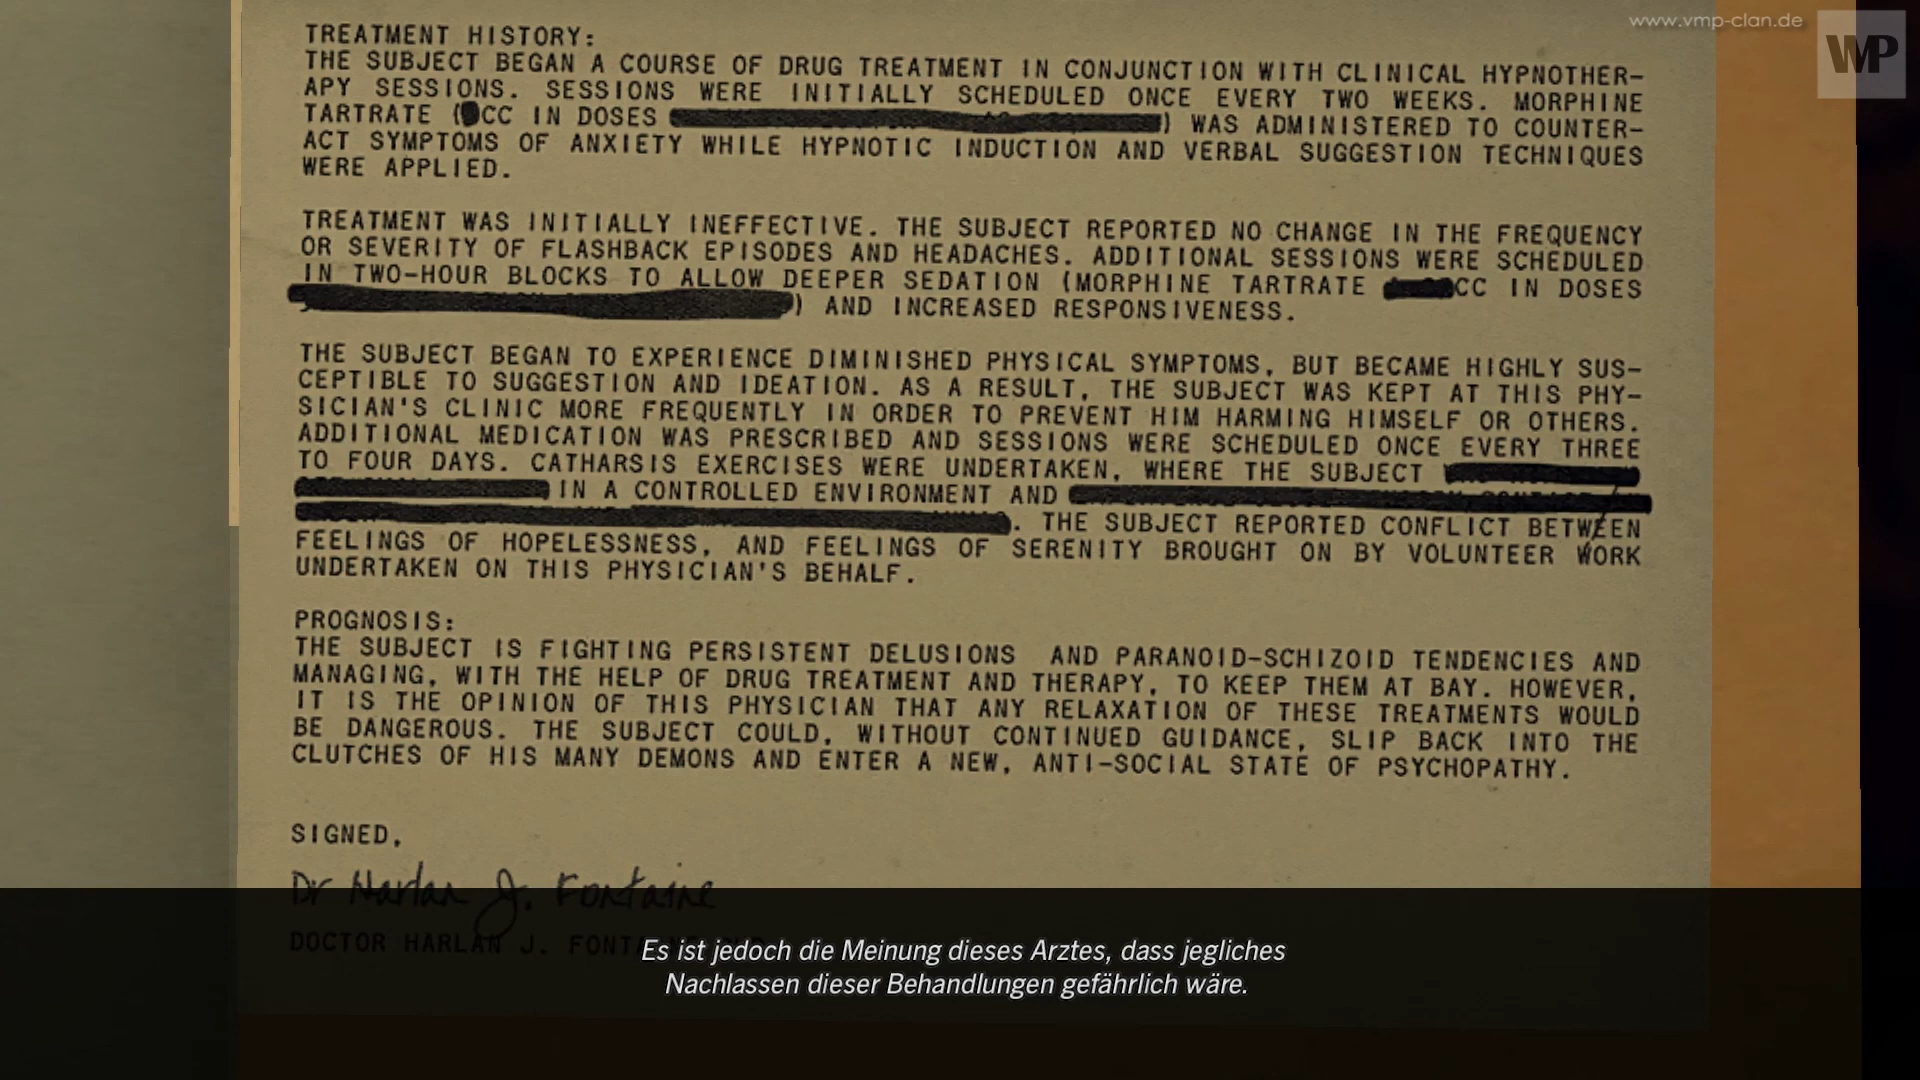 www.vmp-clan.de
VMP
TREATMENT HISTORY:
THE SUBJECT BEGAN A COURSE OF DRUG TREATMENT IN CONJUNCTION WITH CLINICAL HYPNOTHER-
APY SESSIONS. SESSIONS WERE INITIALLY SCHEDULED ONCE EVERY TWO WEEKS. MORPHINE
TARTRATE ( CC IN DOSES ) WAS ADMINISTERED TO COUNTER-
ACT SYMPTOMS OF ANXIETY WHILE HYPNOTIC INDUCTION AND VERBAL SUGGESTION TECHNIQUES
WERE APPLIED.
TREATMENT WAS INITIALLY INEFFECTIVE. THE SUBJECT REPORTED NO CHANGE IN THE FREQUENCY
OR SEVERITY OF FLASHBACK EPISODES AND HEADACHES. ADDITIONAL SESSIONS WERE SCHEDULED
IN TWO-HOUR BLOCKS TO ALLOW DEEPER SEDATION (MORPHINE TARTRATE CC IN DOSES
) AND INCREASED RESPONSIVENESS.
THE SUBJECT BEGAN TO EXPERIENCE DIMINISHED PHYSICAL SYMPTOMS, BUT BECAME HIGHLY SUS-
CEPTIBLE TO SUGGESTION AND IDEATION. AS A RESULT, THE SUBJECT WAS KEPT AT THIS PHY-
SICIAN'S CLINIC MORE FREQUENTLY IN ORDER TO PREVENT HIM HARMING HIMSELF OR OTHERS.
ADDITIONAL MEDICATION WAS PRESCRIBED AND SESSIONS WERE SCHEDULED ONCE EVERY THREE
TO FOUR DAYS. CATHARSIS EXERCISES WERE UNDERTAKEN, WHERE THE SUBJECT
IN A CONTROLLED ENVIRONMENT AND
. THE SUBJECT REPORTED CONFLICT BETWEEN
FEELINGS OF HOPELESSNESS, AND FEELINGS OF SERENITY BROUGHT ON BY VOLUNTEER WORK
UNDERTAKEN ON THIS PHYSICIAN'S BEHALF.
PROGNOSIS:
THE SUBJECT IS FIGHTING PERSISTENT DELUSIONS AND PARANOID-SCHIZOID TENDENCIES AND
MANAGING, WITH THE HELP OF DRUG TREATMENT AND THERAPY, TO KEEP THEM AT BAY. HOWEVER,
IT IS THE OPINION OF THIS PHYSICIAN THAT ANY RELAXATION OF THESE TREATMENTS WOULD
BE DANGEROUS. THE SUBJECT COULD, WITHOUT CONTINUED GUIDANCE, SLIP BACK INTO THE
CLUTCHES OF HIS MANY DEMONS AND ENTER A NEW, ANTI-SOCIAL STATE OF PSYCHOPATHY.
SIGNED,
Dr Harlan J. Fontaine
DOCTOR HARLAN J.
Es ist jedoch die Meinung dieses Arztes, dass jegliches
Nachlassen dieser Behandlungen gefährlich wäre.